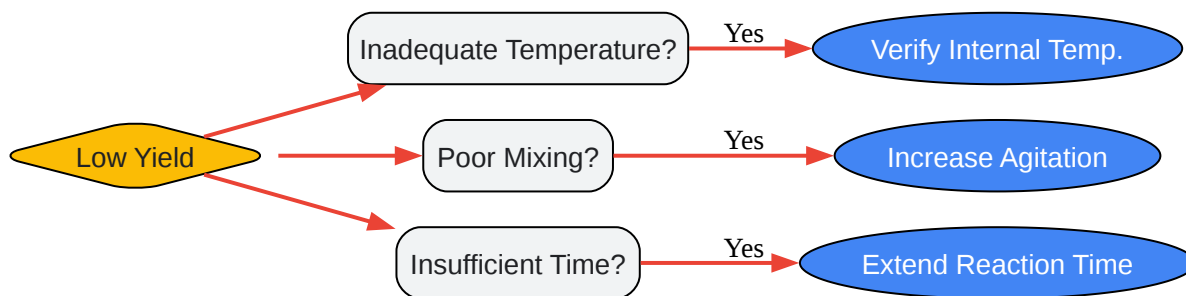 Inadequate Temperature?
Yes
Verify Internal Temp.
Low Yield
Poor Mixing?
Yes
Increase Agitation
Insufficient Time?
Yes
Extend Reaction Time